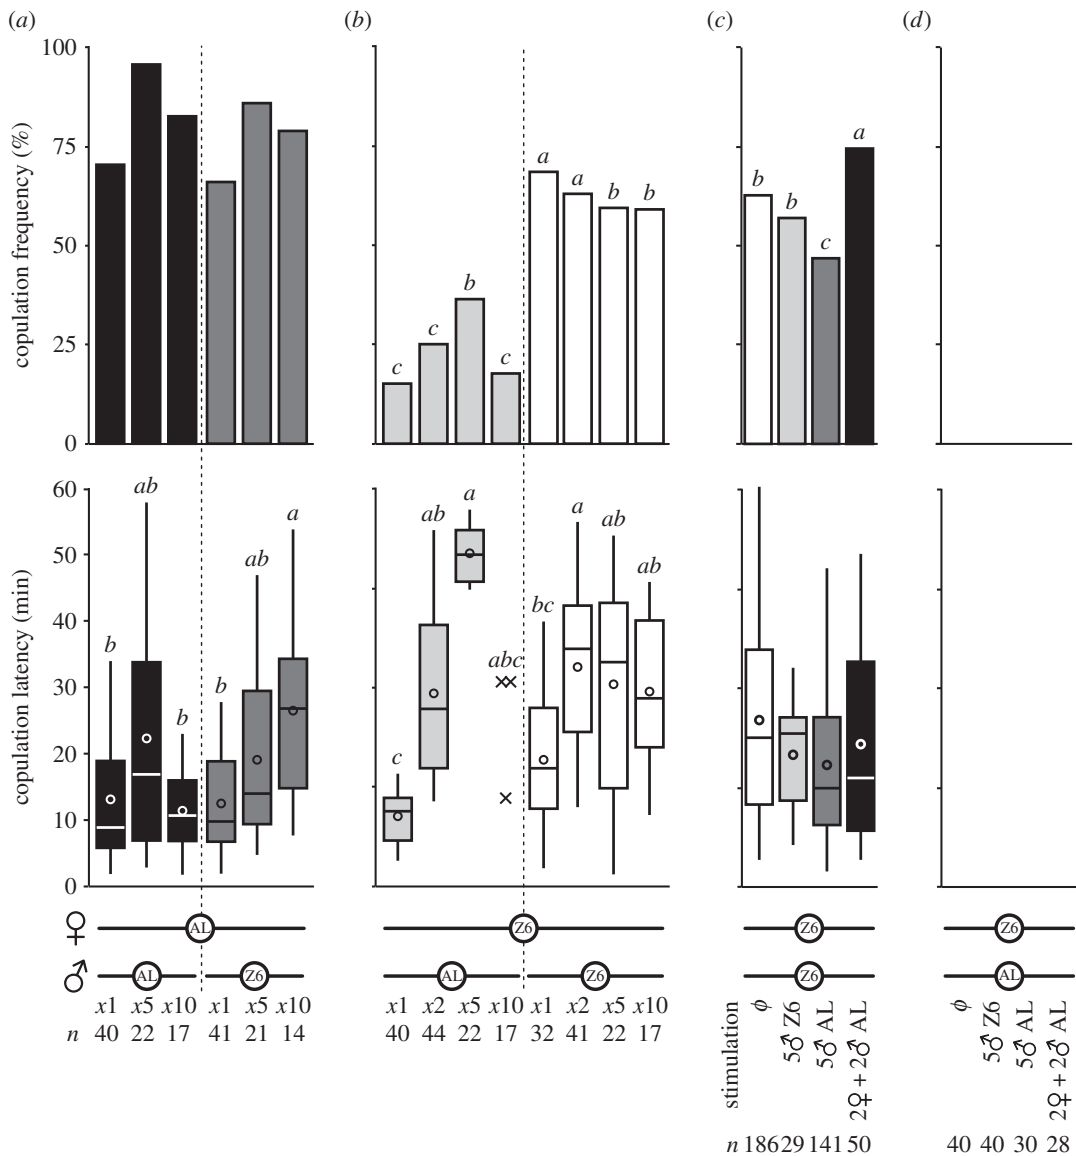 (a) (b) (c) (d)
copulation frequency (%)
100
75
50
25
0
c c b c a a b b
b b c a
copulation latency (min)
60
50
40
30
20
10
0
b ab b b ab a
c ab a abc bc a ab ab
♀ AL Z6 Z6 Z6
♂ AL Z6 AL Z6 Z6 AL
x1 x5 x10 x1 x5 x10 x1 x2 x5 x10 x1 x2 x5 x10
n 40 22 17 41 21 14 40 44 22 17 32 41 22 17
stimulation ϕ 5♂ Z6 5♂ AL 2♀ + 2♂ AL ϕ 5♂ Z6 5♂ AL 2♀ + 2♂ AL
n 186 29 141 50 40 40 30 28